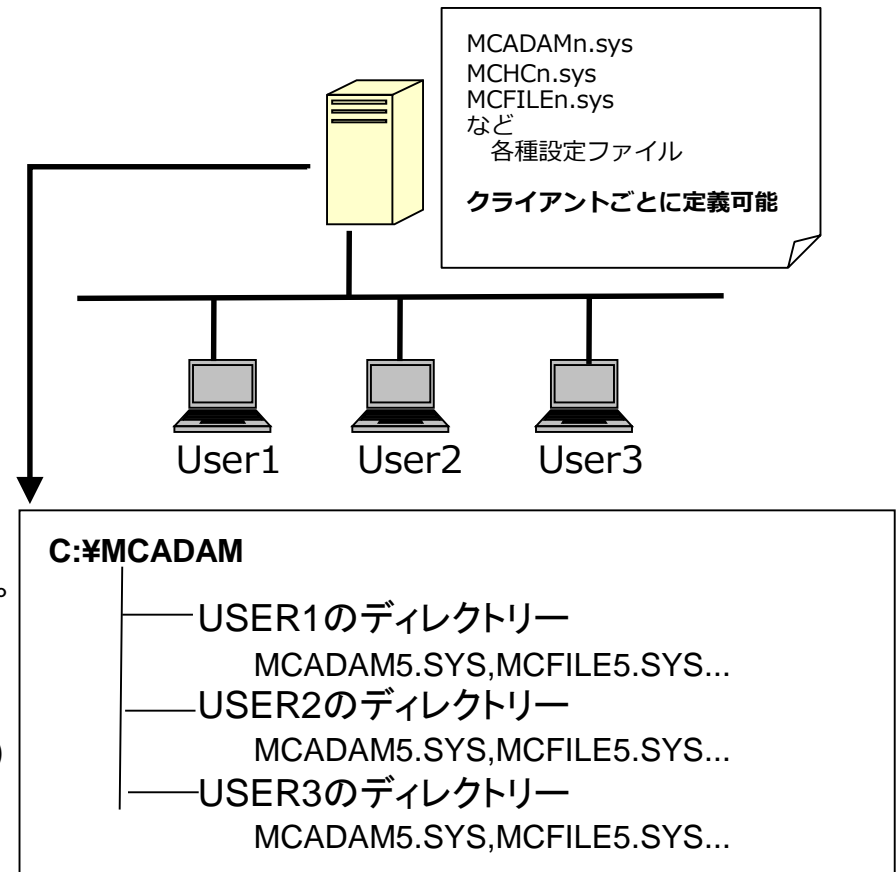 MCADAMn.sys
MCHCn.sys
MCFILEn.sys
など
各種設定ファイル
クライアントごとに定義可能
User1
User2
User3
C:¥MCADAM
。
USER1のディレクトリー
MCADAM5.SYS,MCFILE5.SYS...
USER2のディレクトリー
)
MCADAM5.SYS,MCFILE5.SYS...
USER3のディレクトリー
MCADAM5.SYS,MCFILE5.SYS...